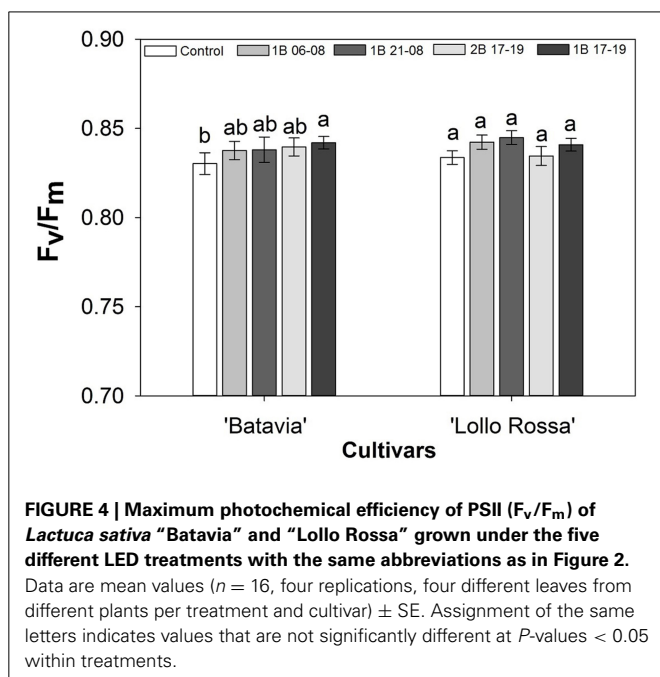 0.90
Control 1B 06-08 1B 21-08 2B 17-19 1B 17-19
0.85
b ab ab ab a
a a a a a
0.80
Fv/Fm
0.75
0.70
'Batavia' 'Lollo Rossa'
Cultivars
FIGURE 4 | Maximum photochemical efficiency of PSII (Fv/Fm) of
Lactuca sativa “Batavia” and “Lollo Rossa” grown under the five
different LED treatments with the same abbreviations as in Figure 2.
Data are mean values (n = 16, four replications, four different leaves from
different plants per treatment and cultivar) ± SE. Assignment of the same
letters indicates values that are not significantly different at P-values < 0.05
within treatments.